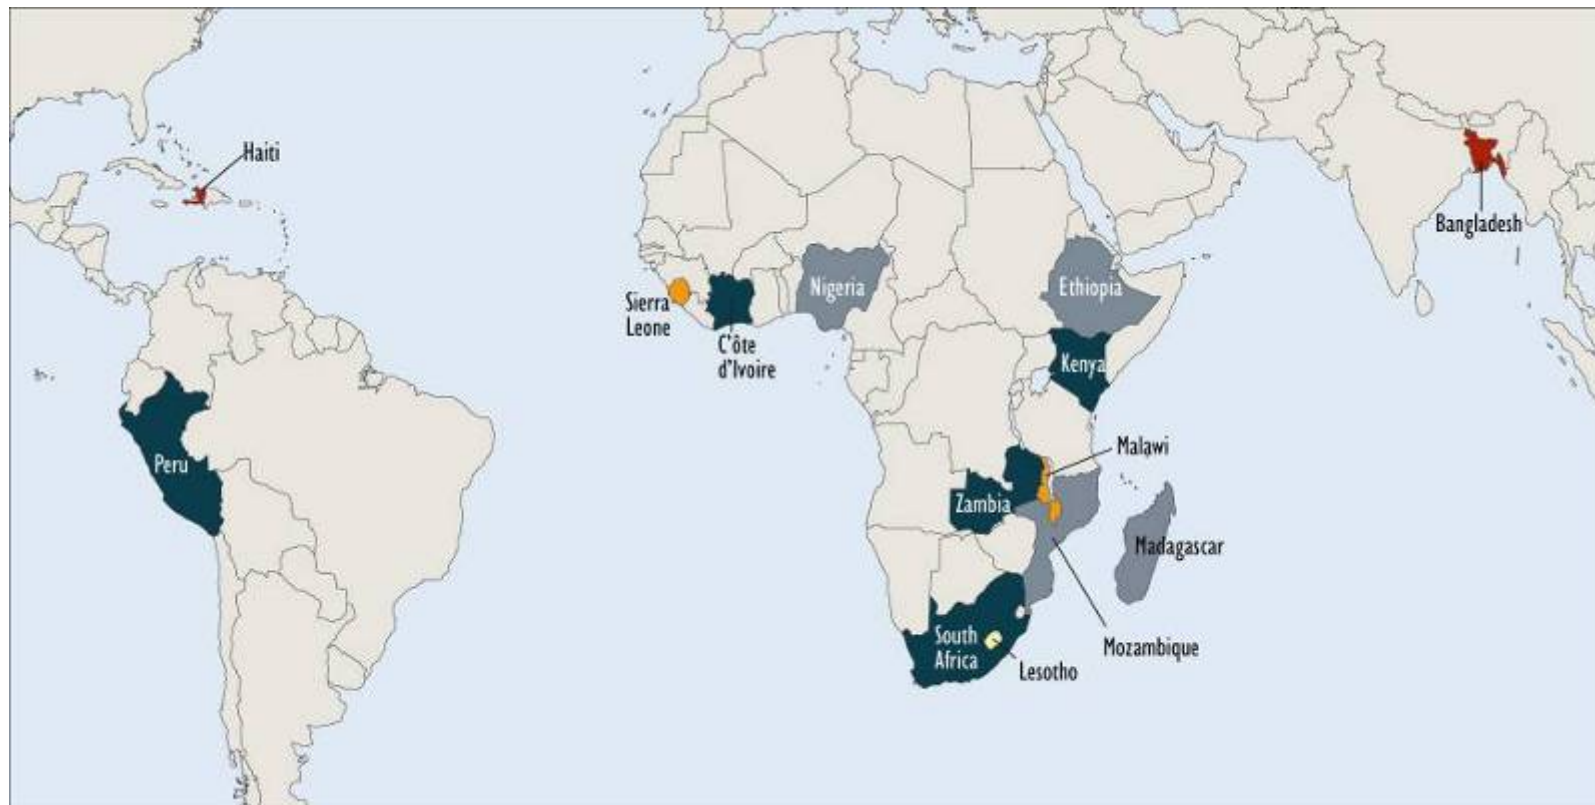 Haiti
Bangladesh
Sierra
Leone
C'ôte
d'Ivoire
Nigeria
Ethiopia
Kenya
Peru
Malawi
Zambia
Madagascar
South
Africa
Mozambique
Lesotho